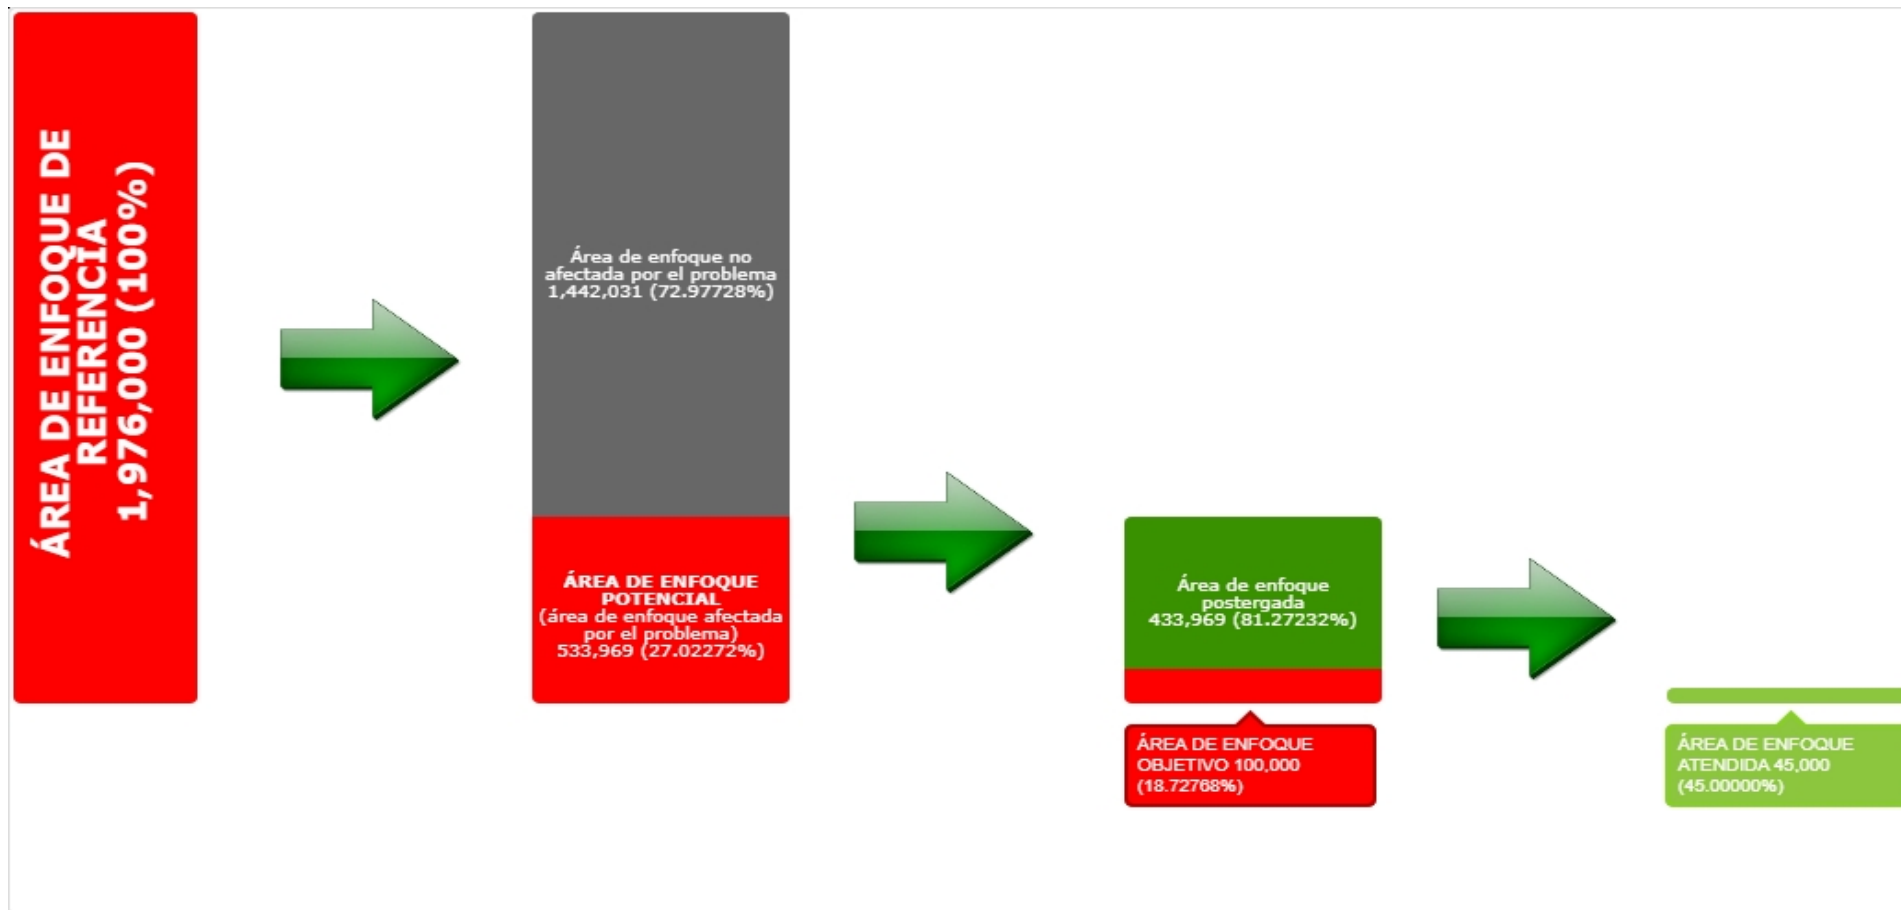 ÁREA DE ENFOQUE DE
REFERENCIA
1,976,000 (100%)
Área de enfoque no
afectada por el problema
1,442,031 (72.97728%)
ÁREA DE ENFOQUE
POTENCIAL
(área de enfoque afectada
por el problema)
533,969 (27.02272%)
Área de enfoque
postergada
433,969 (81.27232%)
ÁREA DE ENFOQUE
OBJETIVO 100,000
(18.72768%)
ÁREA DE ENFOQUE
ATENDIDA 45,000
(45.00000%)